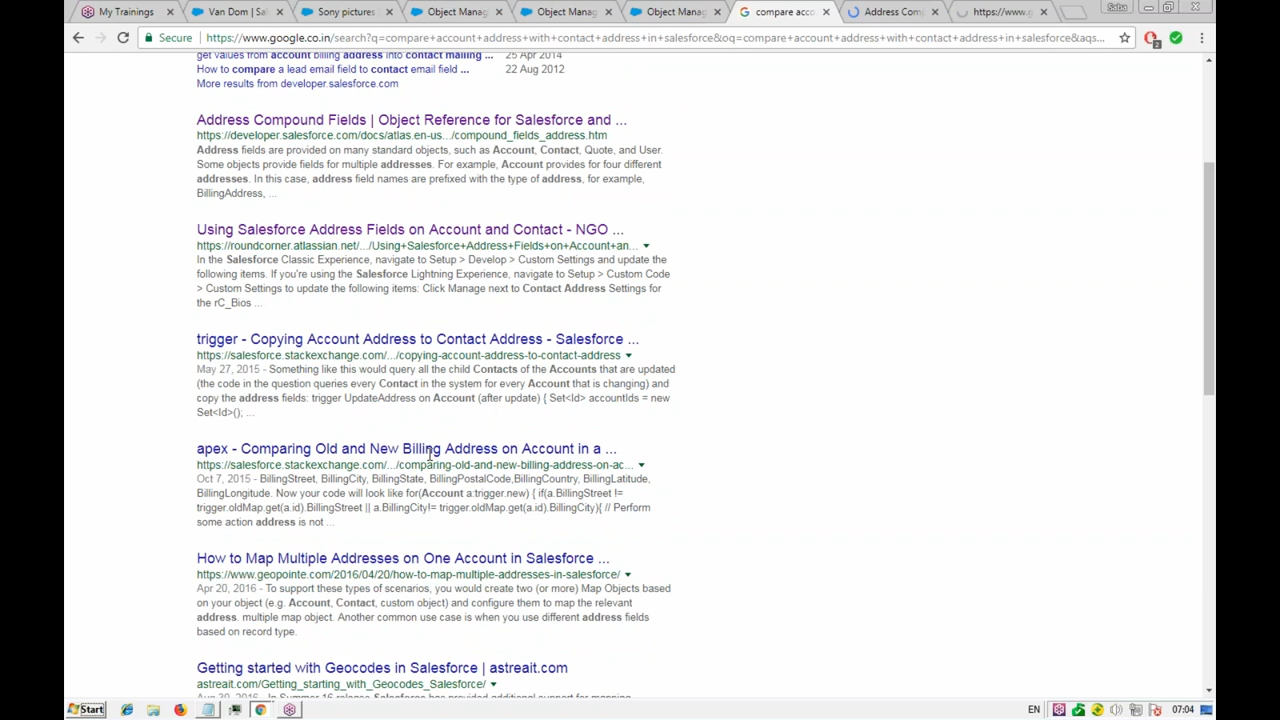 My Trainings
Van Dom | Sal
Sony pictures
Object Manag
Object Manag
Object Manag
compare acco
Address Com
https://www.g
Saba
Secure https://www.google.co.in/search?q=compare+account+address+with+contact+address+in+salesforce&oq=compare+account+address+with+contact+address+in+salesforce&aqs...
get values from account billing address into contact mailing ... 25 Apr 2014
How to compare a lead email field to contact email field ... 22 Aug 2012
More results from developer.salesforce.com
Address Compound Fields | Object Reference for Salesforce and ...
https://developer.salesforce.com/docs/atlas.en-us.../compound_fields_address.htm
Address fields are provided on many standard objects, such as Account, Contact, Quote, and User.
Some objects provide fields for multiple addresses. For example, Account provides for four different
addresses. In this case, address field names are prefixed with the type of address, for example,
BillingAddress, ...
Using Salesforce Address Fields on Account and Contact - NGO ...
https://roundcorner.atlassian.net/.../Using+Salesforce+Address+Fields+on+Account+an...
In the Salesforce Classic Experience, navigate to Setup > Develop > Custom Settings and update the
following items. If you're using the Salesforce Lightning Experience, navigate to Setup > Custom Code
> Custom Settings to update the following items: Click Manage next to Contact Address Settings for
the rC_Bios ...
trigger - Copying Account Address to Contact Address - Salesforce ...
https://salesforce.stackexchange.com/.../copying-account-address-to-contact-address
May 27, 2015 - Something like this would query all the child Contacts of the Accounts that are updated
(the code in the question queries every Contact in the system for every Account that is changing) and
copy the address fields: trigger UpdateAddress on Account (after update) { Set<Id> accountIds = new
Set<Id>(); ...
apex - Comparing Old and New Billing Address on Account in a ...
https://salesforce.stackexchange.com/.../comparing-old-and-new-billing-address-on-ac...
Oct 7, 2015 - BillingStreet, BillingCity, BillingState, BillingPostalCode,BillingCountry, BillingLatitude,
BillingLongitude. Now your code will look like for(Account a:trigger.new) { if(a.BillingStreet !=
trigger.oldMap.get(a.id).BillingStreet || a.BillingCity!= trigger.oldMap.get(a.id).BillingCity){ // Perform
some action address is not ...
How to Map Multiple Addresses on One Account in Salesforce ...
https://www.geopointe.com/2016/04/20/how-to-map-multiple-addresses-in-salesforce/
Apr 20, 2016 - To support these types of scenarios, you would create two (or more) Map Objects based
on your object (e.g. Account, Contact, custom object) and configure them to map the relevant
address. multiple map object. Another common use case is when you use different address fields
based on record type.
Getting started with Geocodes in Salesforce | astreait.com
astreait.com/Getting_starting_with_Geocodes_Salesforce/
Start
EN
07:04